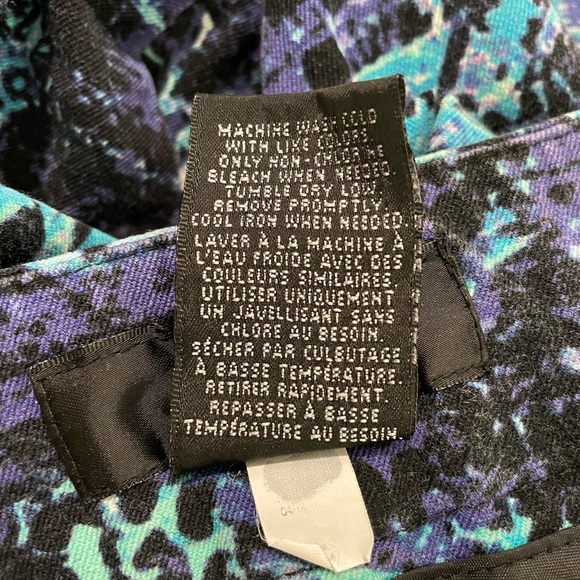 MACHINE WASH COLD
WITH LIKE COLORS
ONLY NON-CHLORINE
BLEACH WHEN NEEDED.
TUMBLE DRY LOW,
REMOVE PROMPTLY.
COOL IRON WHEN NEEDED.
LAVER À LA MACHINE À
L'EAU FROIDE AVEC DES
COULEURS SIMILAIRES.
UTILISER UNIQUEMENT
UN JAVELLISANT SANS
CHLORE AU BESOIN.
SÉCHER PAR CULBUTAGE
À BASSE TEMPÉRATURE.
RETIRER RAPIDEMENT.
REPASSER À BASSE
TEMPÉRATURE AU BESOIN.